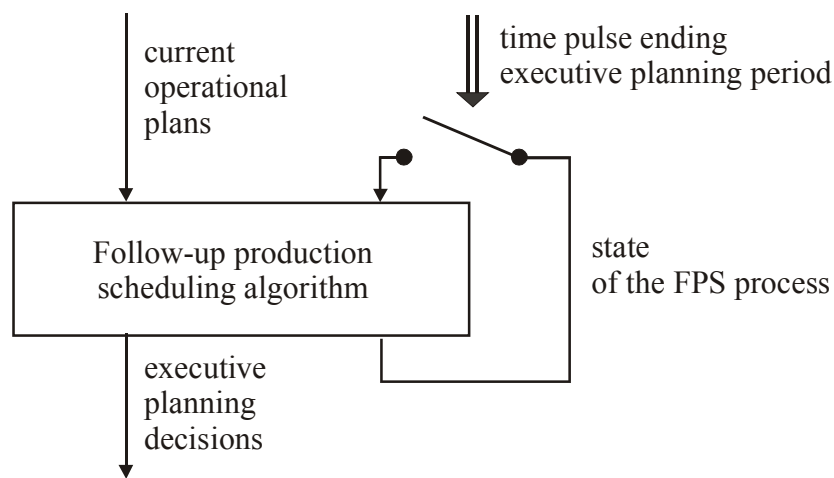 current
operational
plans
time pulse ending
executive planning period
Follow-up production
scheduling algorithm
state
of the FPS process
executive
planning
decisions